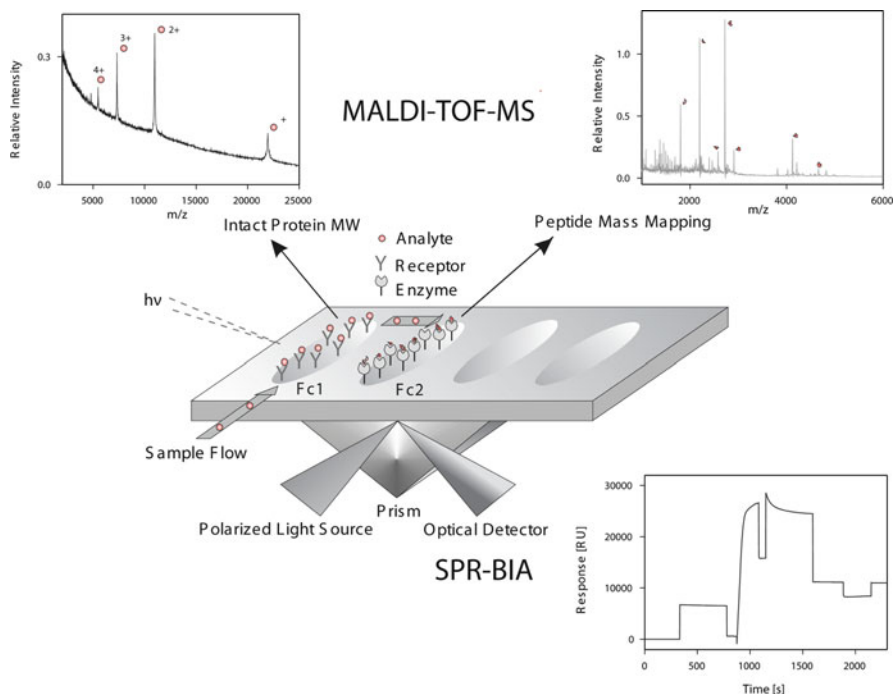 4+
3+
2+
+
Relative Intensity
0.3
0.0
5000
10000
15000
20000
25000
m/z
MALDI-TOF-MS
Relative Intensity
1.0
0.5
0.0
2000
4000
6000
m/z
Intact Protein MW
Peptide Mass Mapping
Analyte
Receptor
Enzyme
hν
Fc1
Fc2
Sample Flow
Prism
Polarized Light Source
Optical Detector
SPR-BIA
Response [RU]
30000
20000
10000
0
0
500
1000
1500
2000
Time [s]